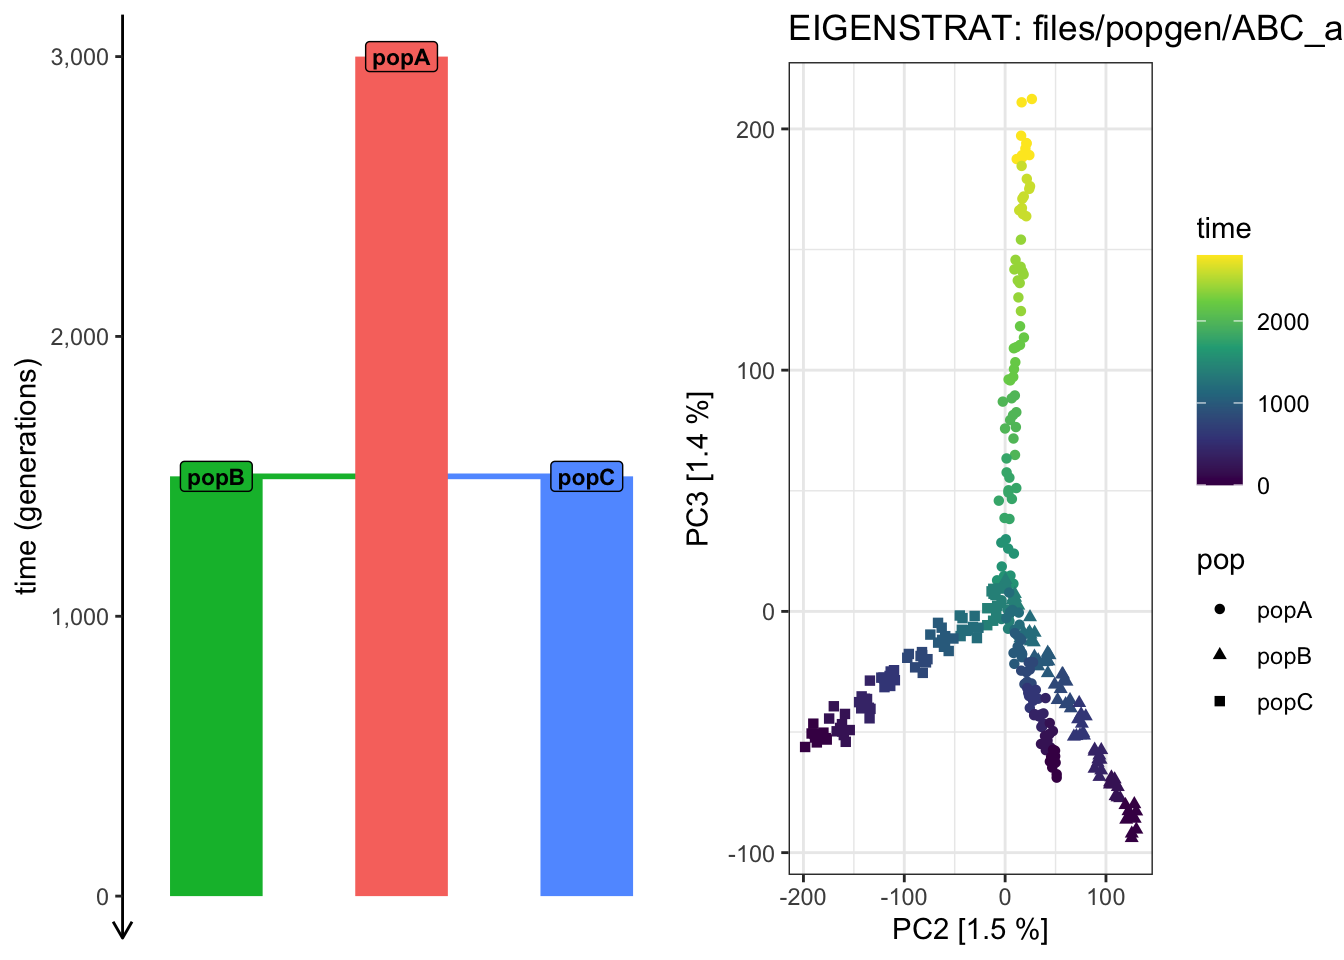 3,000
2,000
1,000
0
time (generations)
popA
popB
popC
EIGENSTRAT: files/popgen/ABC_a
200
100
0
-100
PC3 [1.4 %]
-200
-100
0
100
PC2 [1.5 %]
time
2000
1000
0
pop
popA
popB
popC